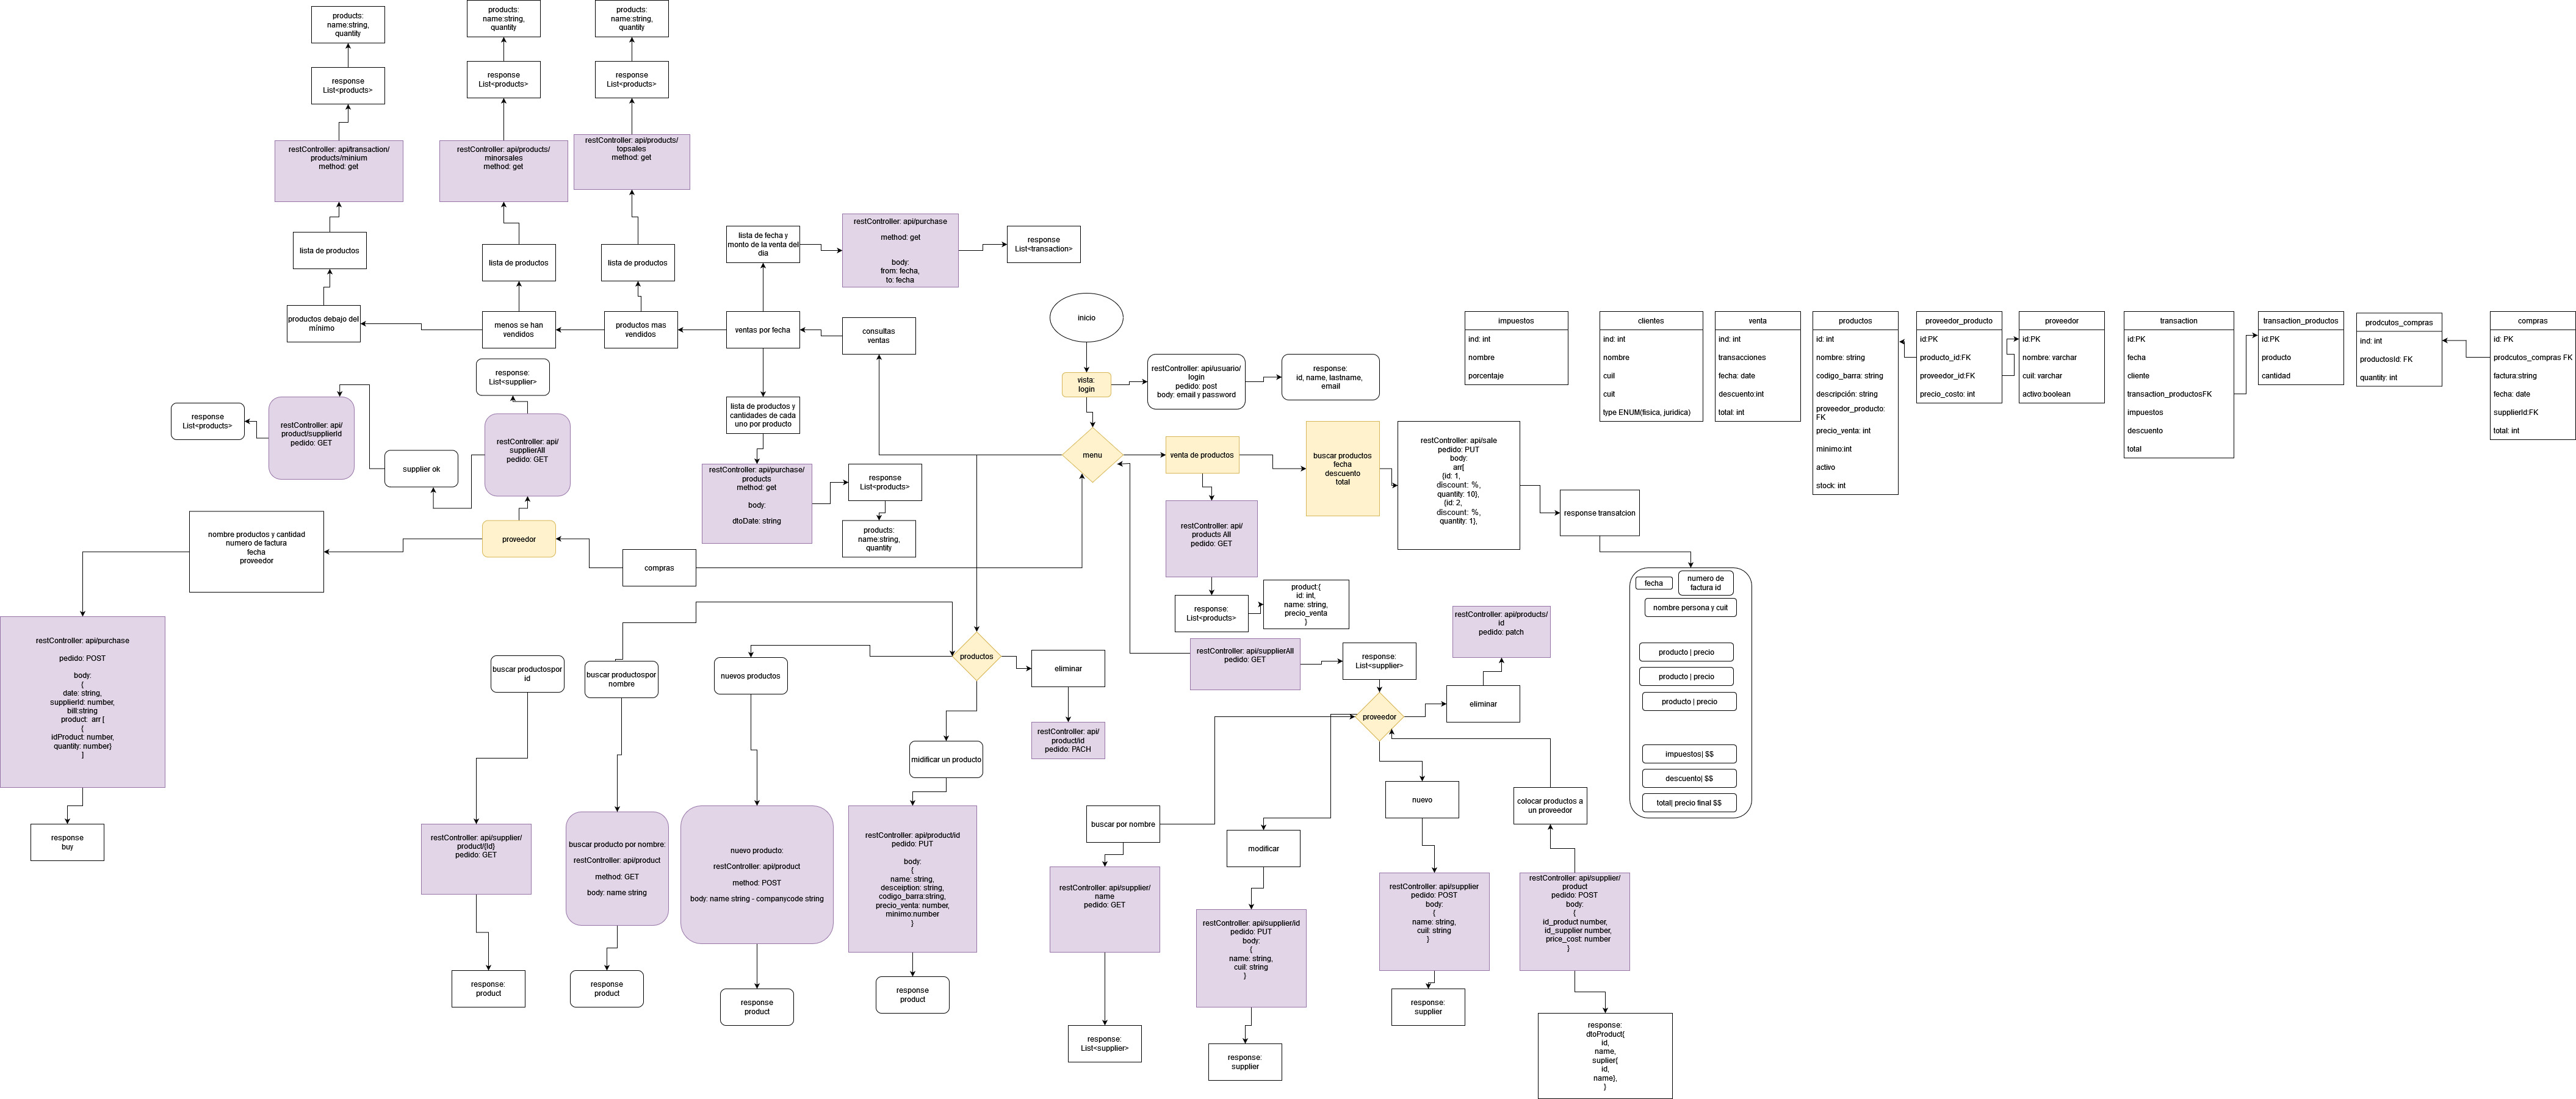 products:
name:string,
quantity
response
List<products>
restController: api/transaction/
products/minium
method: get
lista de productos
productos debajo del
mínimo
products:
name:string,
quantity
response
List<products>
restController: api/products/
minorsales
method: get
lista de productos
menos se han
vendidos
products:
name:string,
quantity
response
List<products>
restController: api/products/
topsales
method: get
lista de productos
productos mas
vendidos
lista de fecha y
monto de la venta del
dia
restController: api/purchase
method: get
body:
from: fecha,
to: fecha
response
List<transaction>
ventas por fecha
consultas
ventas
lista de productos y
cantidades de cada
uno por producto
restController: api/purchase/
products
method: get
body:
dtoDate: string
response
List<products>
products:
name:string,
quantity
response:
List<supplier>
restController: api/
supplierAll
pedido: GET
supplier ok
restController: api/
product/supplierId
pedido: GET
response
List<products>
proveedor
compras
nombre productos y cantidad
numero de factura
fecha
proveedor
restController: api/purchase
pedido: POST
body:
{
date: string,
supplierId: number,
bill:string
product: arr [
{
idProduct: number,
quantity: number}
]
response
buy
inicio
vista:
login
restController: api/usuario/
login
pedido: post
body: email y password
response:
id, name, lastname,
email
menu
venta de productos
buscar productos
fecha
descuento
total
restController: api/sale
pedido: PUT
body:
arr[
{id: 1,
discount: %,
quantity: 10},
{id: 2,
discount: %,
quantity: 1},
response transatcion
restController: api/
products All
pedido: GET
response:
List<products>
product:{
id: int,
name: string,
precio_venta
}
fecha
numero de
factura id
nombre persona y cuit
producto | precio
producto | precio
producto | precio
impuestos| $$
descuento| $$
total| precio final $$
impuestos
ind: int
nombre
porcentaje
clientes
ind: int
nombre
cuil
cuit
type ENUM(fisica, juridica)
venta
ind: int
transacciones
fecha: date
descuento:int
total: int
productos
id: int
nombre: string
codigo_barra: string
descripción: string
proveedor_producto:
FK
precio_venta: int
minimo:int
activo
stock: int
proveedor_producto
id:PK
producto_id:FK
proveedor_id:FK
precio_costo: int
proveedor
id:PK
nombre: varchar
cuil: varchar
activo:boolean
transaction
id:PK
fecha
cliente
transaction_productosFK
impuestos
descuento
total
transaction_productos
id:PK
producto
cantidad
prodcutos_compras
ind: int
productosId: FK
quantity: int
compras
id: PK
prodcutos_compras FK
factura:string
fecha: date
supplierId:FK
total: int
productos
eliminar
restController: api/
product/id
pedido: PACH
buscar productospor
id
restController: api/supplier/
product/{Id}
pedido: GET
response:
product
buscar productospor
nombre
buscar producto por nombre:
restController: api/product
method: GET
body: name string
response
product
nuevos productos
nuevo producto:
restController: api/product
method: POST
body: name string - companycode string
response
product
midificar un producto
restController: api/product/id
pedido: PUT
body:
{
name: string,
desceiption: string,
codigo_barra:string,
precio_venta: number,
minimo:number
}
response
product
restController: api/supplierAll
pedido: GET
response:
List<supplier>
proveedor
eliminar
restController: api/products/
id
pedido: patch
buscar por nombre
restController: api/supplier/
name
pedido: GET
response:
List<supplier>
modificar
restController: api/supplier/id
pedido: PUT
body:
{
name: string,
cuil: string
}
response:
supplier
nuevo
restController: api/supplier
pedido: POST
body:
{
name: string,
cuil: string
}
response:
supplier
colocar productos a
un proveedor
restController: api/supplier/
product
pedido: POST
body:
{
id_product number,
id_supplier number,
price_cost: number
}
response:
dtoProduct{
id,
name,
suplier{
id,
name},
}